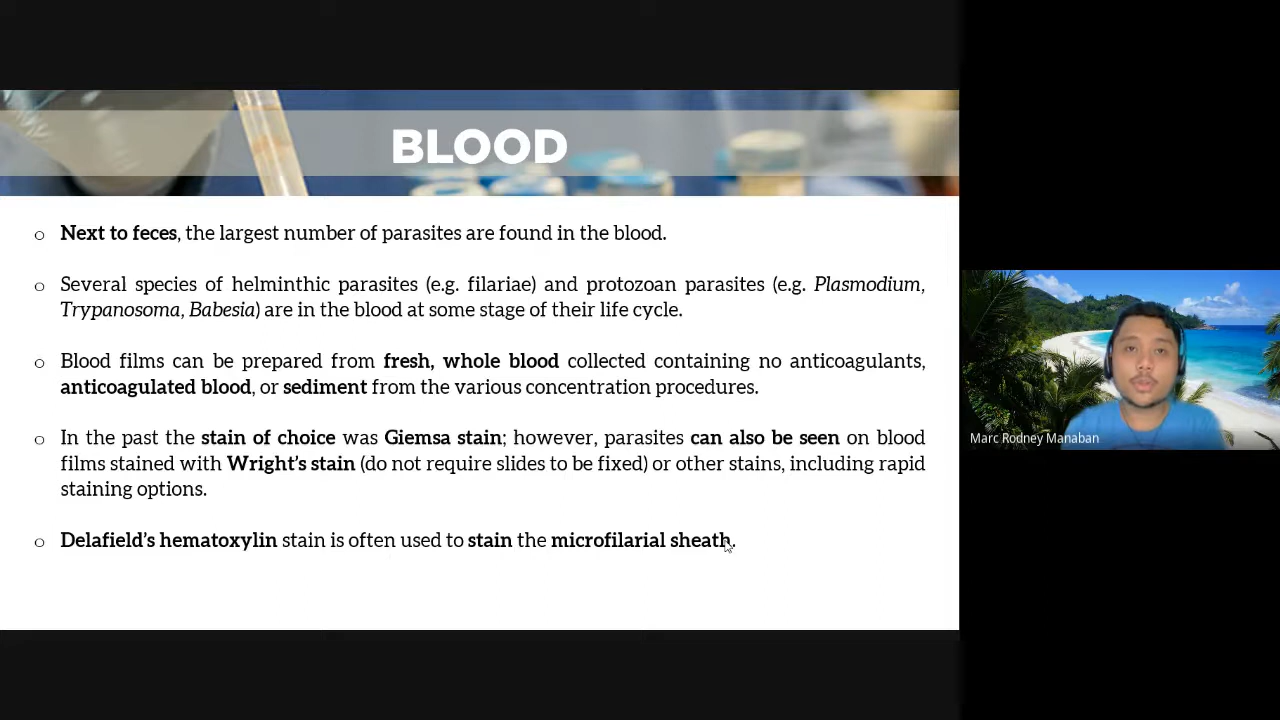 BLOOD
Next to feces, the largest number of parasites are found in the blood.
Several species of helminthic parasites (e.g. filariae) and protozoan parasites (e.g. Plasmodium,
Trypanosoma, Babesia) are in the blood at some stage of their life cycle.
Blood films can be prepared from fresh, whole blood collected containing no anticoagulants,
anticoagulated blood, or sediment from the various concentration procedures.
In the past the stain of choice was Giemsa stain; however, parasites can also be seen on blood
films stained with Wright's stain (do not require slides to be fixed) or other stains, including rapid
staining options.
Delafield's hematoxylin stain is often used to stain the microfilarial sheath.
Marc Rodney Manaban